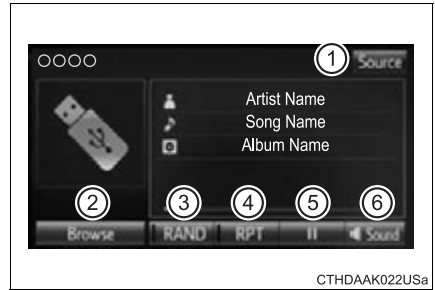 ○○○○
1 Source
Artist Name
Song Name
Album Name
2 3 4 5 6
Browse RAND RPT II Sound
CTHDAAK022USa